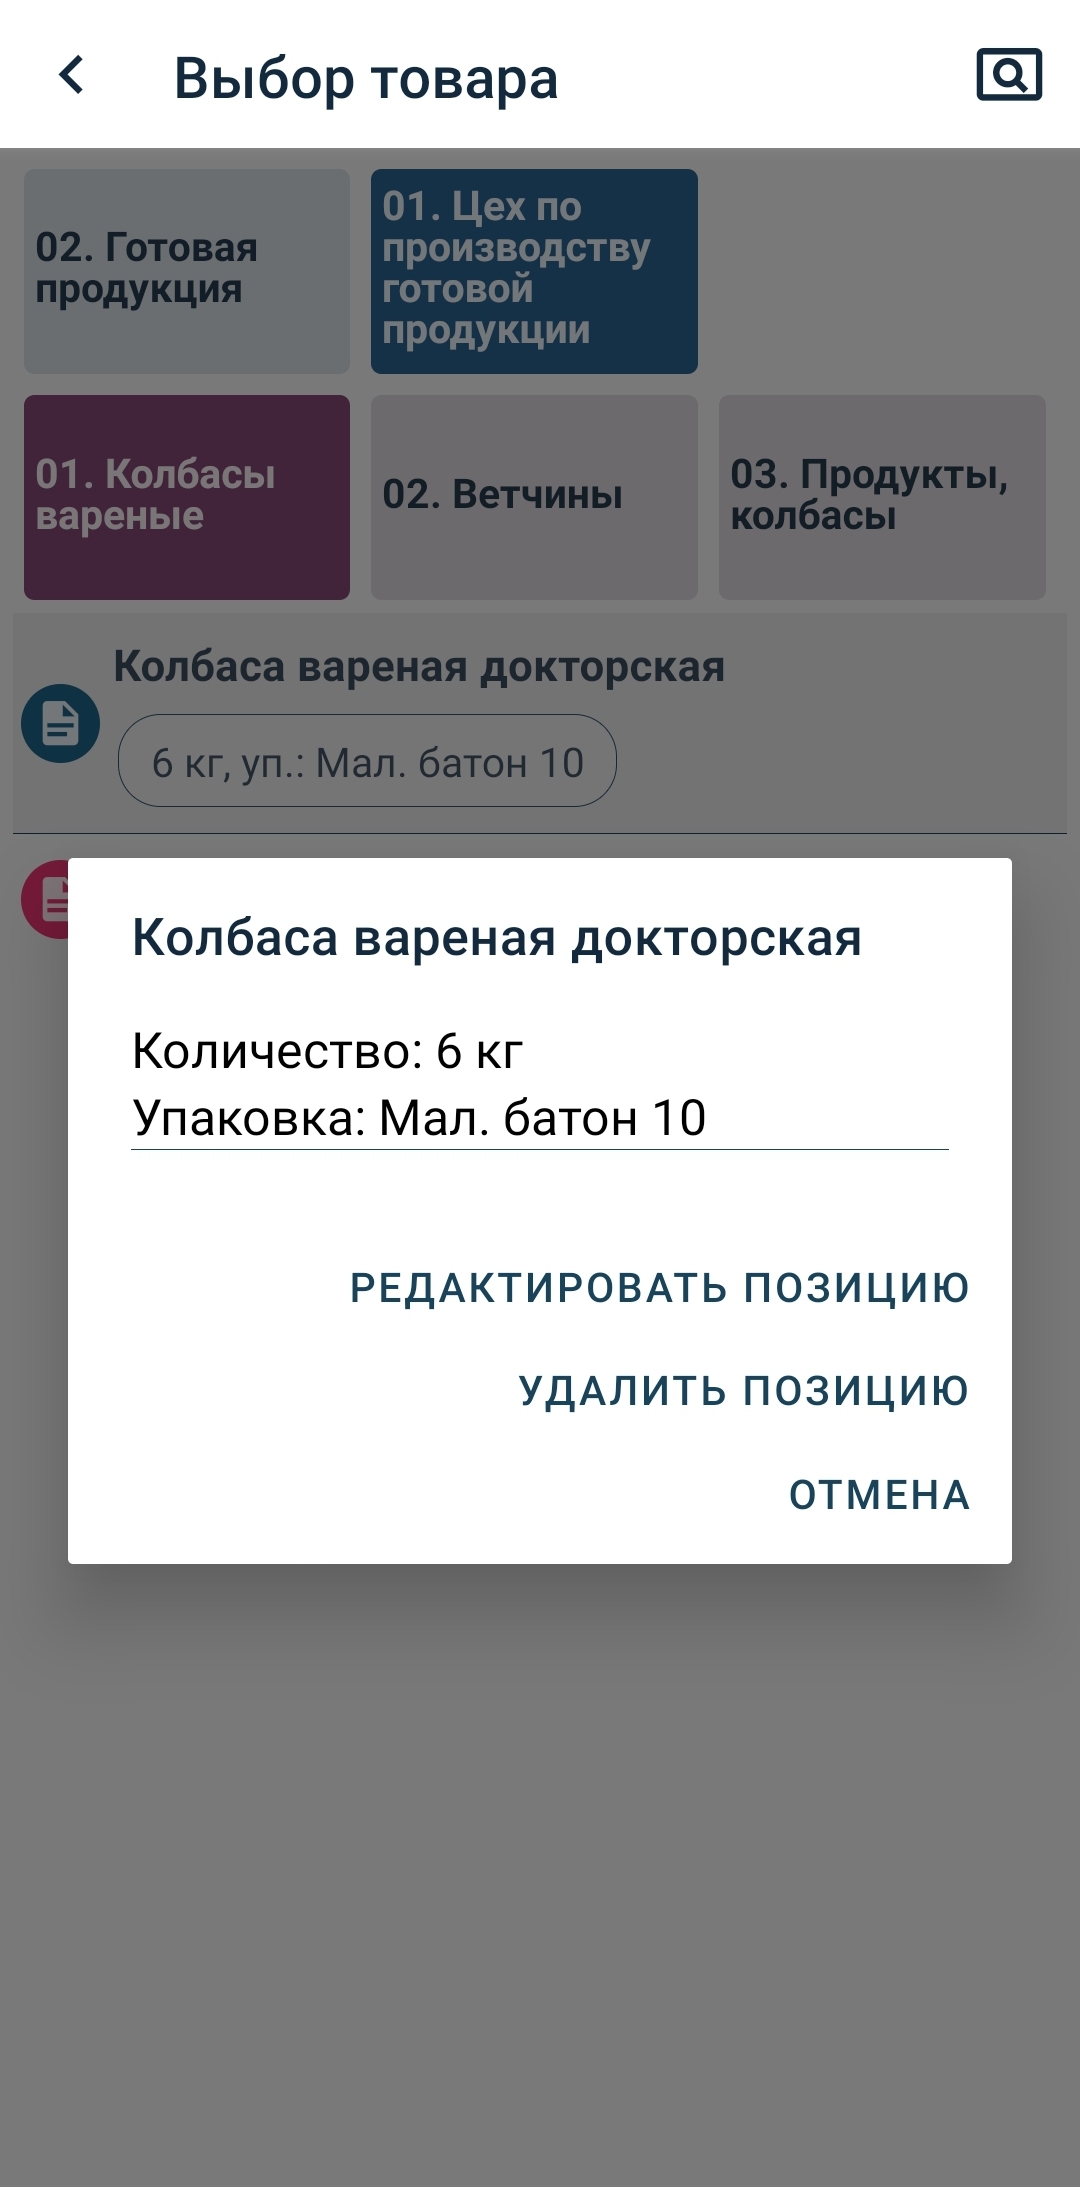 Выбор товара
02. Готовая
продукция
01. Цех по
производству
готовой
продукции
01. Колбасы
вареные
02. Ветчины
03. Продукты,
колбасы
Колбаса вареная докторская
6 кг, уп.: Мал. батон 10
Колбаса вареная докторская
Количество: 6 кг
Упаковка: Мал. батон 10
РЕДАКТИРОВАТЬ ПОЗИЦИЮ
УДАЛИТЬ ПОЗИЦИЮ
ОТМЕНА